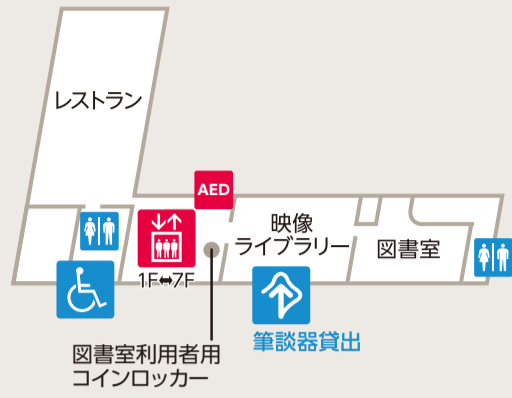 レストラン
AED
映像
ライブラリー
図書室
1F⇔7F
筆談器貸出
図書室利用者用
コインロッカー